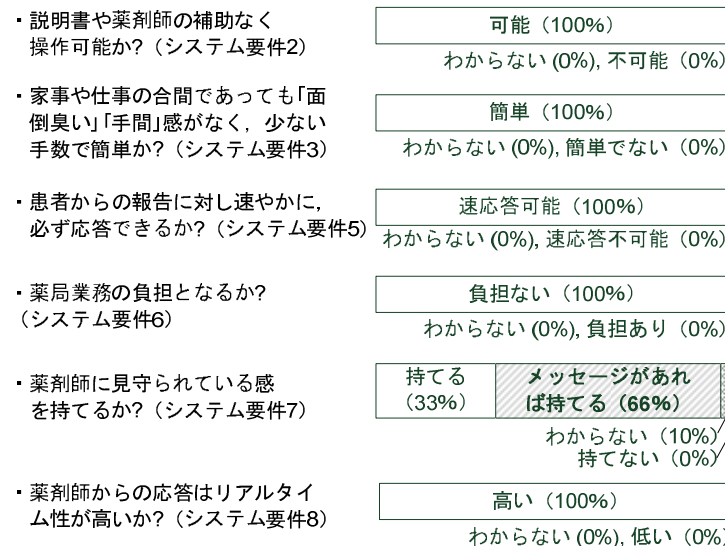 ・説明書や薬剤師の補助なく
操作可能か?（システム要件2）
可能（100%）
わからない (0%), 不可能（0%）
・家事や仕事の合間であっても「面
倒臭い」「手間」感がなく，少ない
手数で簡単か?（システム要件3）
簡単（100%）
わからない (0%), 簡単でない（0%）
・患者からの報告に対し速やかに，
必ず応答できるか?（システム要件5）
速応答可能（100%）
わからない (0%), 速応答不可能（0%）
・薬局業務の負担となるか?
（システム要件6）
負担ない（100%）
わからない (0%), 負担あり（0%）
・薬剤師に見守られている感
を持てるか?（システム要件7）
持てる
（33%）
メッセージがあれ
ば持てる（66%）
わからない（10%）
持てない（0%）
・薬剤師からの応答はリアルタイ
ム性が高いか?（システム要件8）
高い（100%）
わからない (0%), 低い（0%）